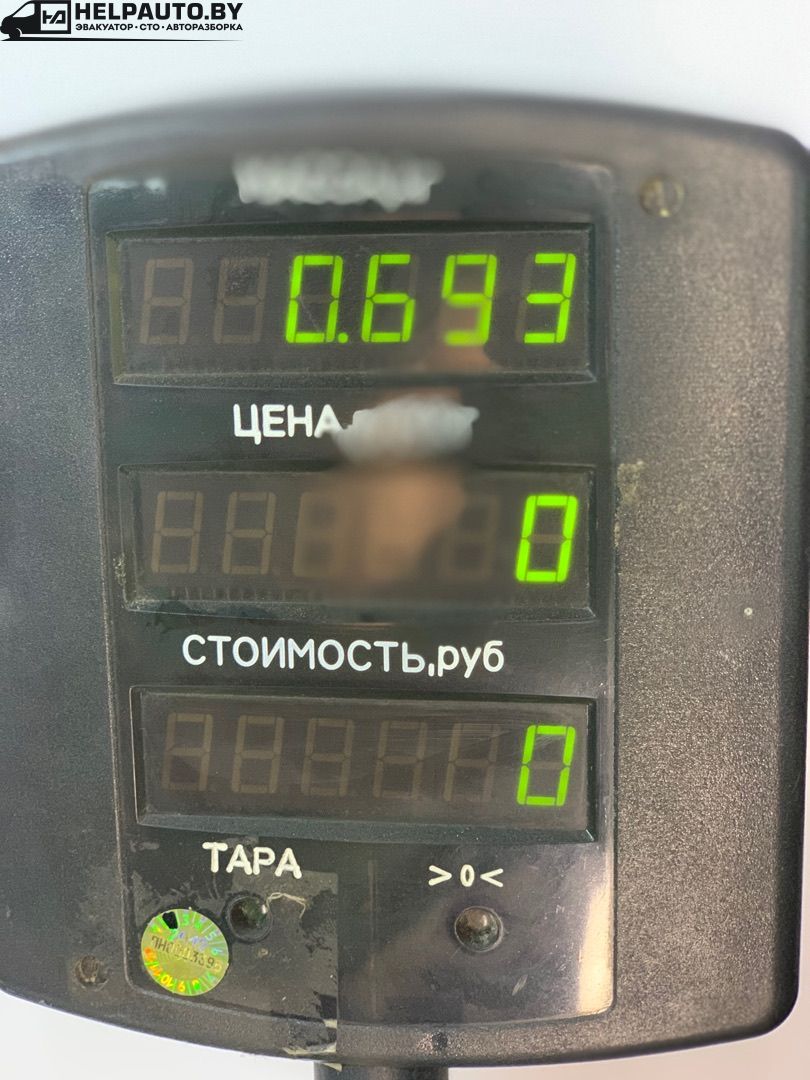 HELPAUTO.BY
ЭВАКУАТОР • СТО • АВТОРАЗБОРКА
0.693
ЦЕНА
0
СТОИМОСТЬ,руб
0
ТАРА
>0<